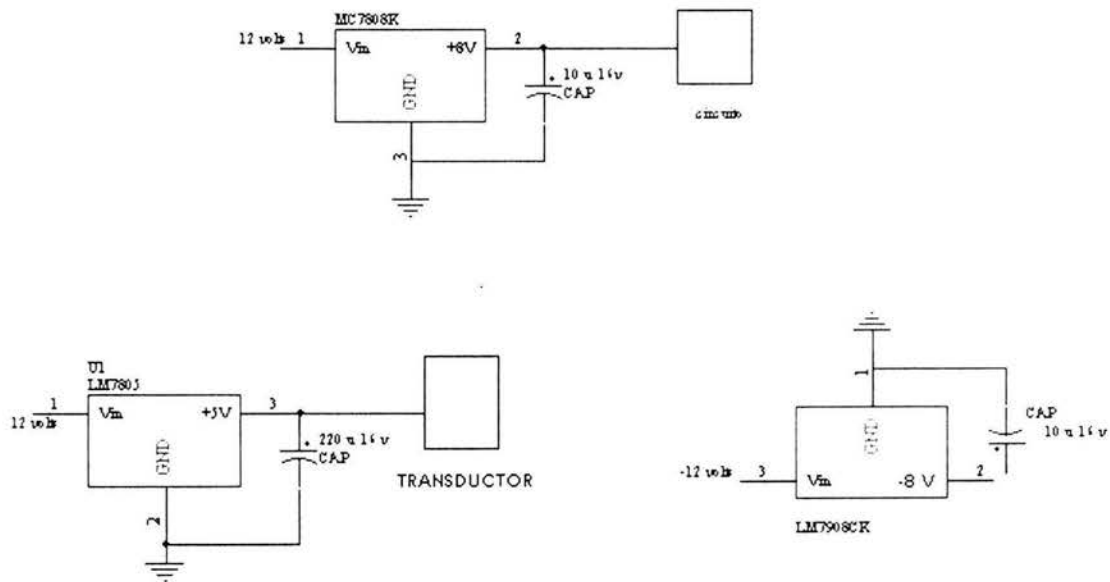 MC7808K
12 volts 1 Vin +8V 2
GND
3
10 u 16v
CAP
circuito
U1
LM7805
12 volts 1 Vin +5V 3
GND
2
220 u 16 v
CAP
TRANSDUCTOR
1
GND
CAP
10 u 16 v
-12 volts 3 Vin -8 V 2
LM7908CK